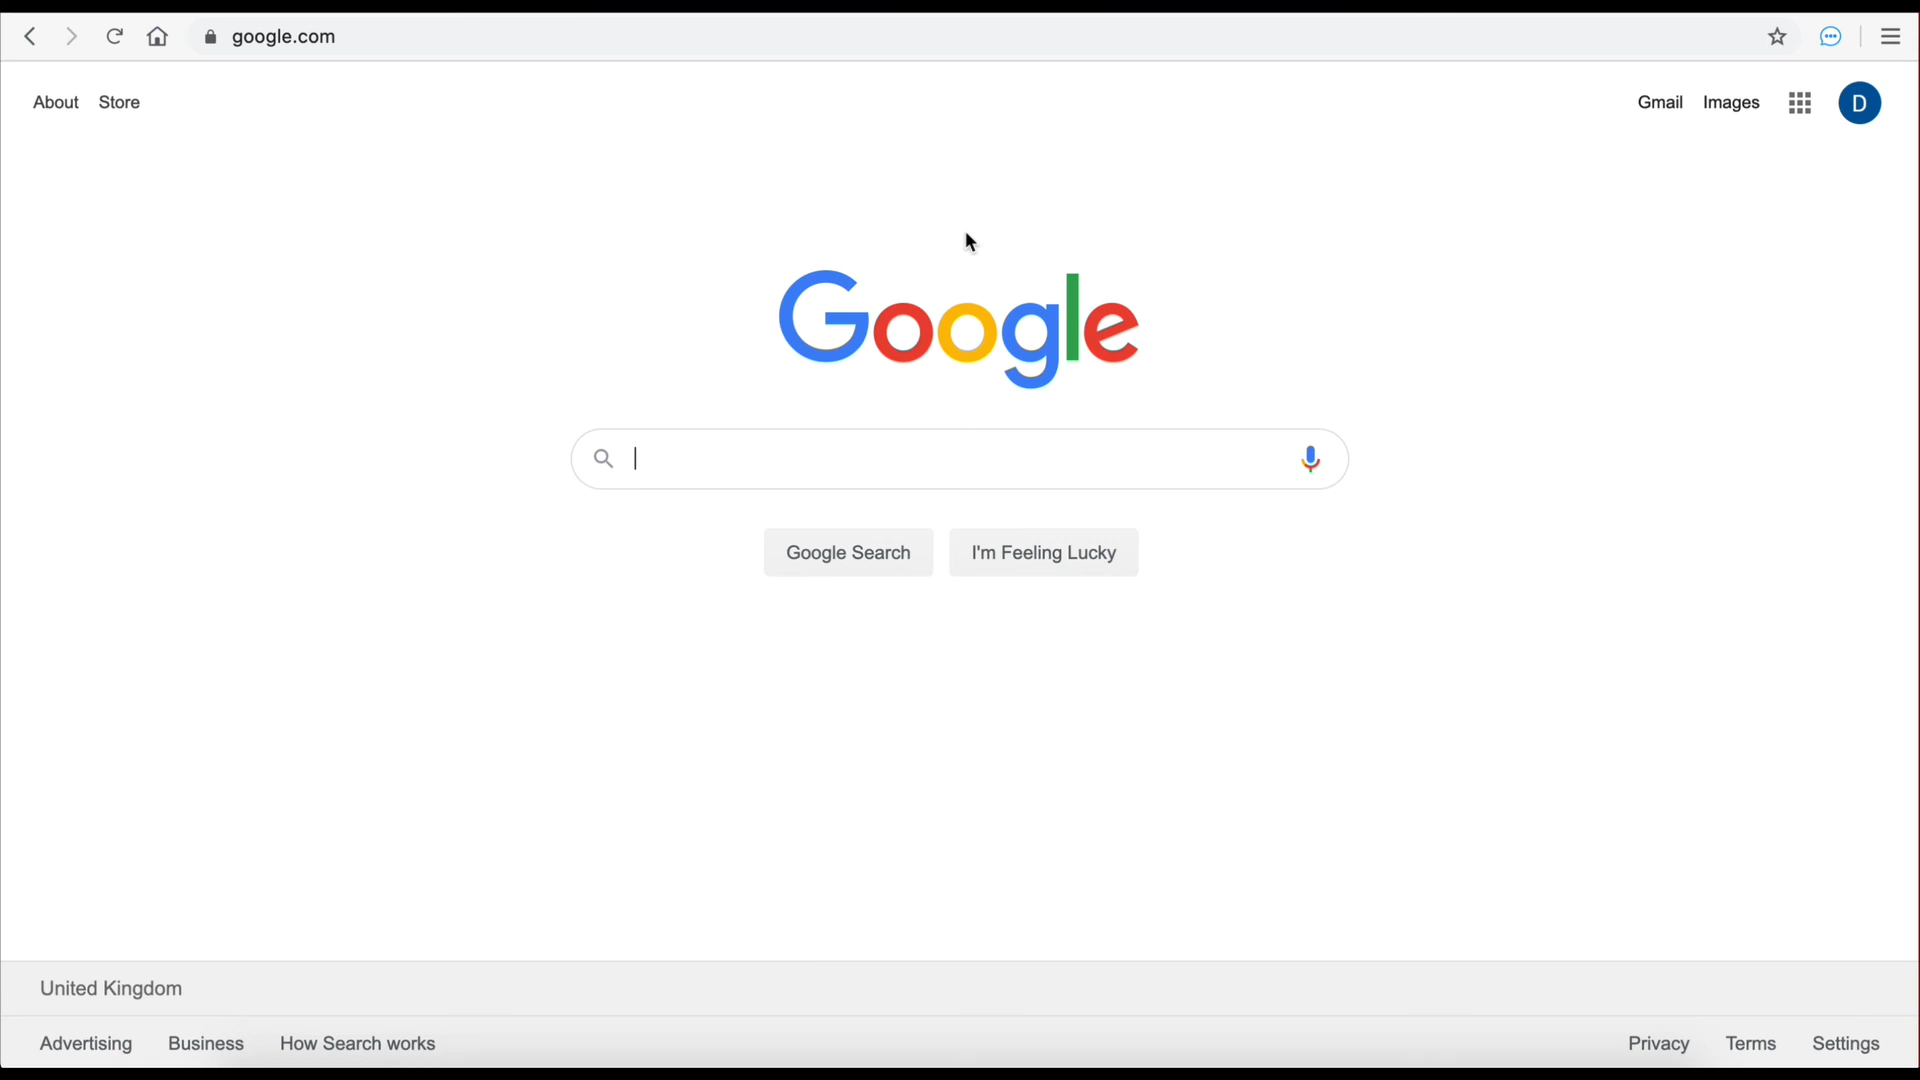 google.com
About Store
Gmail Images
D
Google
Google Search
I'm Feeling Lucky
United Kingdom
Advertising Business How Search works
Privacy Terms Settings